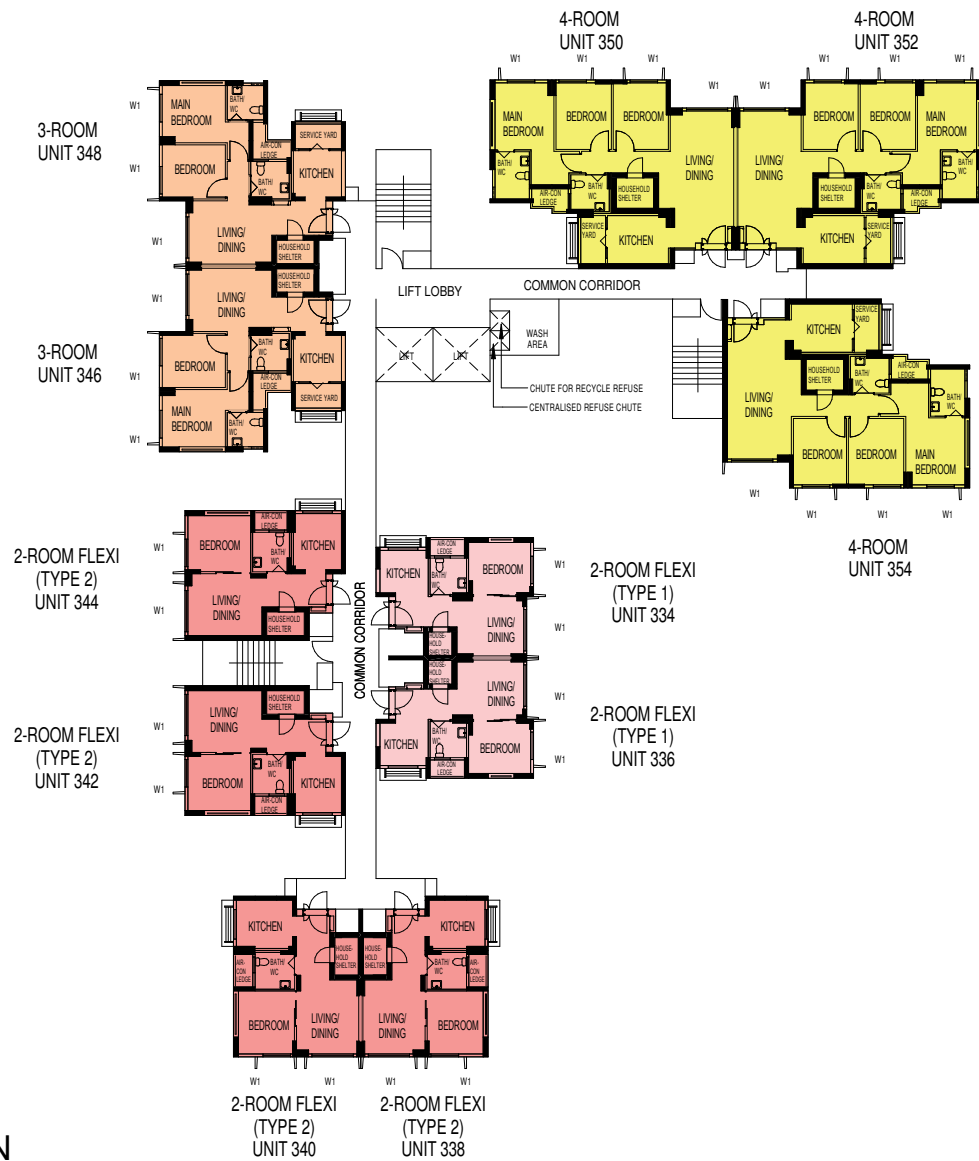 4-ROOM
UNIT 350
4-ROOM
UNIT 352
W1
W1
W1
W1
W1
W1
W1
W1
MAIN
BEDROOM
BEDROOM
BEDROOM
BEDROOM
BEDROOM
MAIN
BEDROOM
BATH/
WC
AIR-CON
LEDGE
BATH/
WC
HOUSEHOLD
SHELTER
LIVING/
DINING
LIVING/
DINING
HOUSEHOLD
SHELTER
BATH/
WC
AIR-CON
LEDGE
BATH/
WC
SERVICE
YARD
KITCHEN
KITCHEN
SERVICE
YARD
3-ROOM
UNIT 348
W1
W1
W1
MAIN
BEDROOM
BATH/
WC
AIR-CON
LEDGE
SERVICE YARD
BEDROOM
BATH/
WC
KITCHEN
LIVING/
DINING
HOUSEHOLD
SHELTER
HOUSEHOLD
SHELTER
LIVING/
DINING
3-ROOM
UNIT 346
W1
W1
W1
BEDROOM
BATH/
WC
KITCHEN
AIR-CON
LEDGE
SERVICE YARD
MAIN
BEDROOM
BATH/
WC
LIFT LOBBY
COMMON CORRIDOR
LIFT
LIFT
WASH
AREA
CHUTE FOR RECYCLE REFUSE
CENTRALISED REFUSE CHUTE
KITCHEN
SERVICE
YARD
LIVING/
DINING
HOUSEHOLD
SHELTER
BATH/
WC
AIR-CON
LEDGE
BATH/
WC
BEDROOM
BEDROOM
MAIN
BEDROOM
W1
W1
W1
W1
4-ROOM
UNIT 354
2-ROOM FLEXI
(TYPE 2)
UNIT 344
W1
W1
BEDROOM
AIR-CON
LEDGE
BATH/
WC
KITCHEN
LIVING/
DINING
HOUSEHOLD
SHELTER
COMMON CORRIDOR
KITCHEN
AIR-CON
LEDGE
BATH/
WC
BEDROOM
HOUSE-
HOLD
SHELTER
LIVING/
DINING
W1
W1
2-ROOM FLEXI
(TYPE 1)
UNIT 334
HOUSE-
HOLD
SHELTER
LIVING/
DINING
KITCHEN
BATH/
WC
BEDROOM
AIR-CON
LEDGE
W1
W1
2-ROOM FLEXI
(TYPE 1)
UNIT 336
2-ROOM FLEXI
(TYPE 2)
UNIT 342
W1
W1
LIVING/
DINING
HOUSEHOLD
SHELTER
BEDROOM
BATH/
WC
KITCHEN
AIR-CON
LEDGE
KITCHEN
HOUSE-
HOLD
SHELTER
HOUSE-
HOLD
SHELTER
KITCHEN
AIR-
CON
LEDGE
BATH/
WC
BATH/
WC
AIR-
CON
LEDGE
BEDROOM
LIVING/
DINING
LIVING/
DINING
BEDROOM
W1
W1
W1
W1
2-ROOM FLEXI
(TYPE 2)
UNIT 340
2-ROOM FLEXI
(TYPE 2)
UNIT 338
N